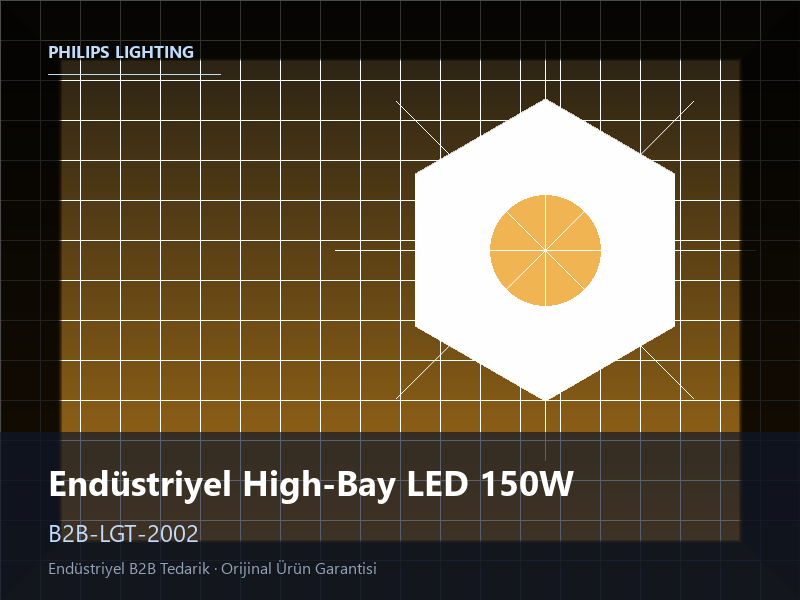 PHILIPS LIGHTING
Endüstriyel High-Bay LED 150W
B2B-LGT-2002
Endüstriyel B2B Tedarik · Orijinal Ürün Garantisi